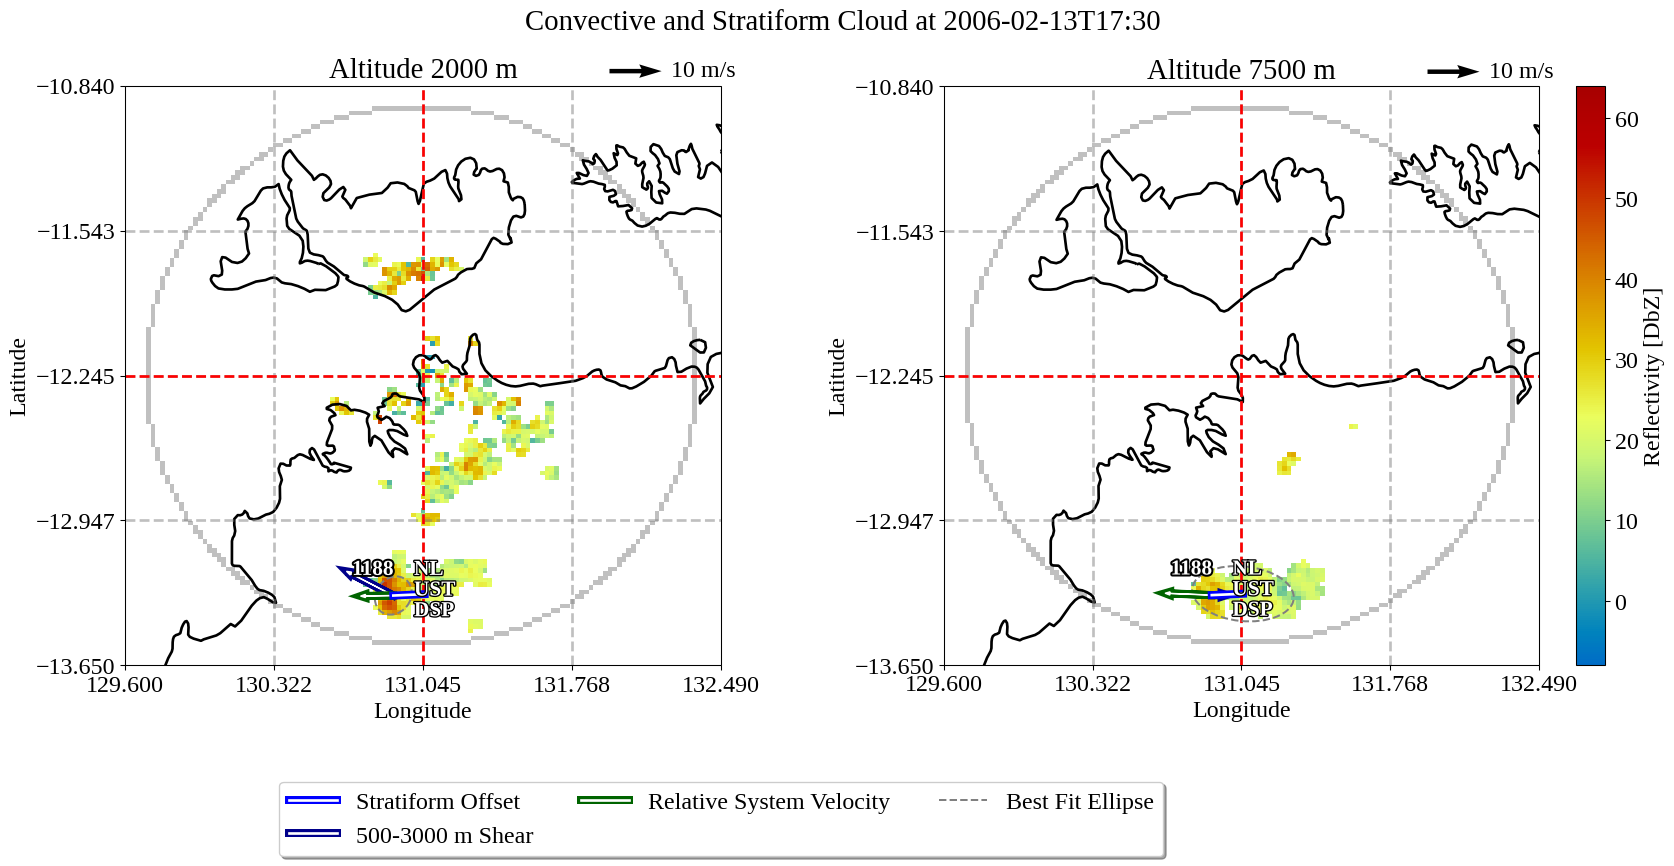 Convective and Stratiform Cloud at 2006-02-13T17:30
Altitude 2000 m
10 m/s
−10.840
−11.543
−12.245
−12.947
−13.650
Latitude
1188
NL
UST
DSP
129.600
130.322
131.045
131.768
132.490
Longitude
Altitude 7500 m
10 m/s
−10.840
−11.543
−12.245
−12.947
−13.650
Latitude
1188
NL
UST
DSP
129.600
130.322
131.045
131.768
132.490
Longitude
60
50
40
30
20
10
0
Reflectivity [DbZ]
Stratiform Offset
Relative System Velocity
Best Fit Ellipse
500-3000 m Shear